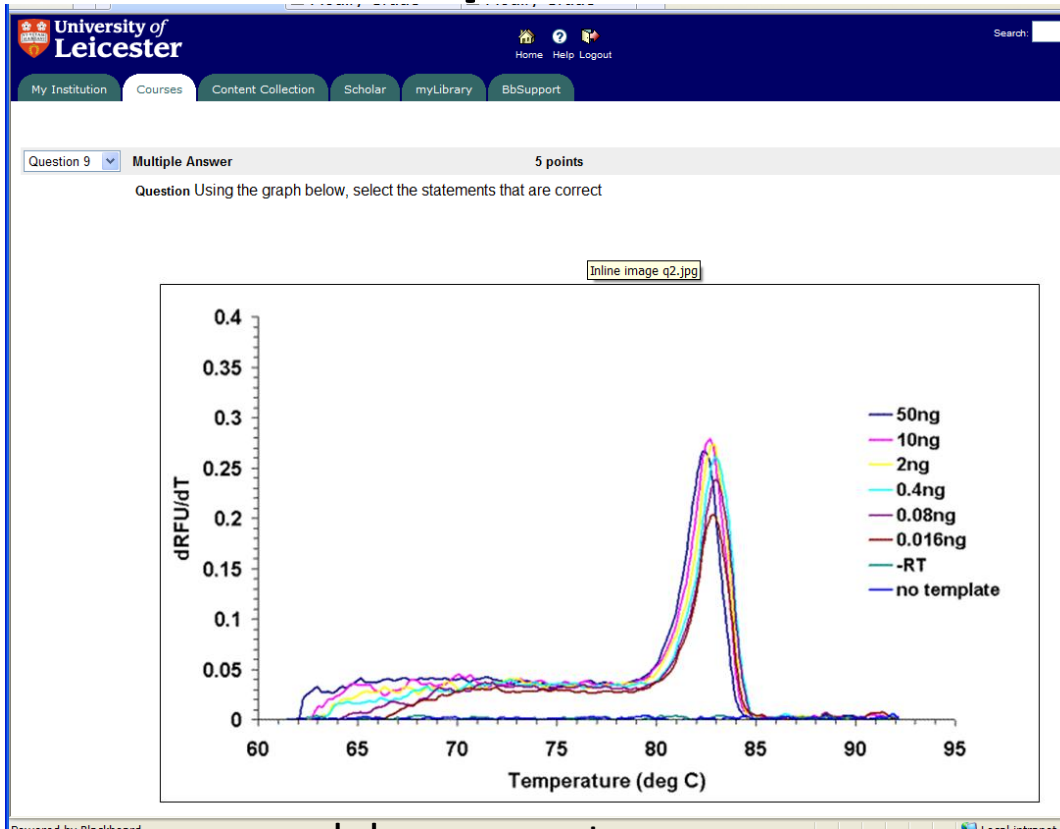 University of
Leicester
Home Help Logout
Search:
My Institution Courses Content Collection Scholar myLibrary BbSupport
Question 9 Multiple Answer 5 points
Question Using the graph below, select the statements that are correct
Inline image q2.jpg
0.4
0.35
0.3
0.25
0.2
0.15
0.1
0.05
0
dRFU/dT
50ng
10ng
2ng
0.4ng
0.08ng
0.016ng
-RT
no template
60 65 70 75 80 85 90 95
Temperature (deg C)